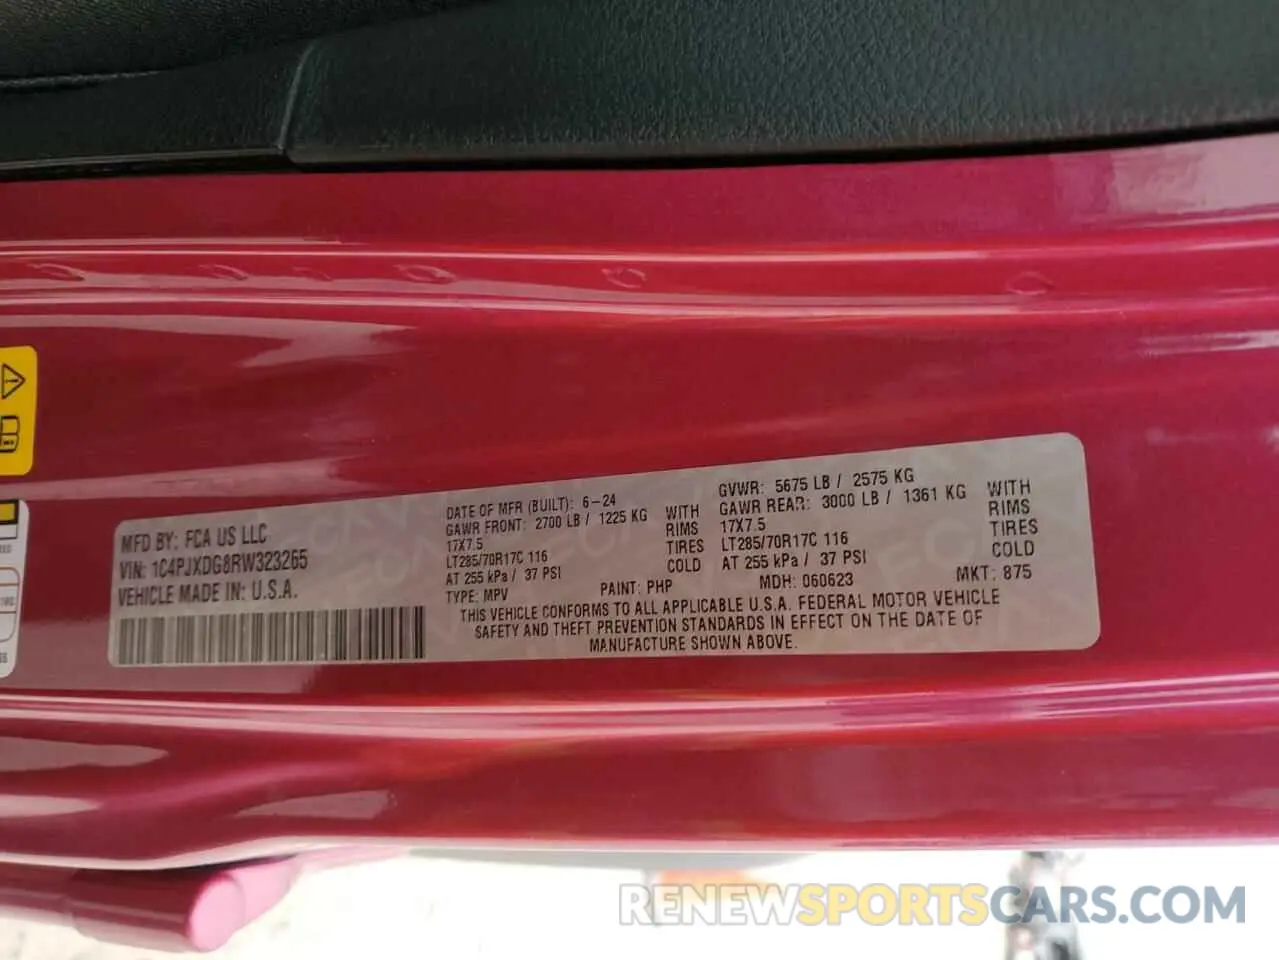 MFD BY: FCA US LLC
VIN: 1C4PJXDG8RW323265
VEHICLE MADE IN: U.S.A.
DATE OF MFR (BUILT): 6-24
GAWR FRONT: 2700 LB / 1225 KG WITH
17X7.5 RIMS
LT285/70R17C 116 TIRES
AT 255 kPa / 37 PSI COLD
GVWR: 5675 LB / 2575 KG
GAWR REAR: 3000 LB / 1361 KG WITH
17X7.5 RIMS
LT285/70R17C 116 TIRES
AT 255 kPa / 37 PSI COLD
TYPE: MPV PAINT: PHP MDH: 060623 MKT: 875
THIS VEHICLE CONFORMS TO ALL APPLICABLE U.S.A. FEDERAL MOTOR VEHICLE
SAFETY AND THEFT PREVENTION STANDARDS IN EFFECT ON THE DATE OF
MANUFACTURE SHOWN ABOVE.
RENEWSPORTSCARS.COM